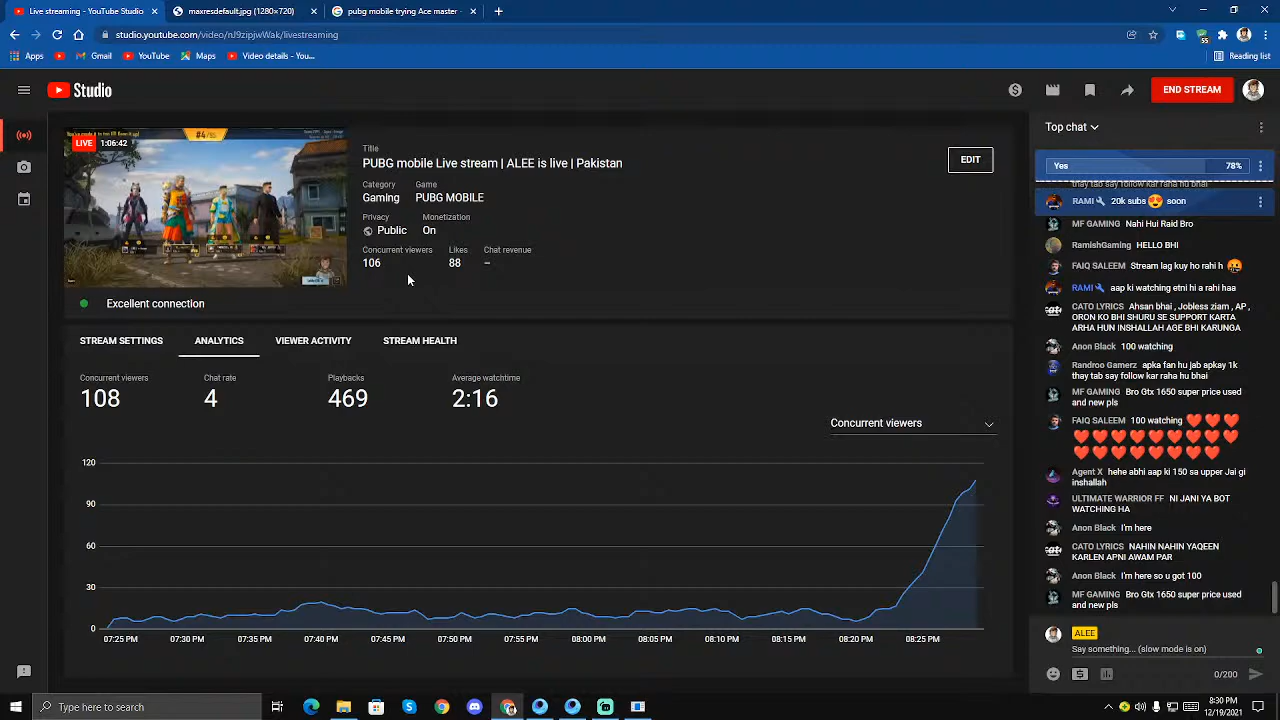 Live streaming - YouTube Studio
maxresdefault.jpg (1280×720)
pubg mobile trying Ace master -
studio.youtube.com/video/nJ9zipjwWak/livestreaming
Apps
Gmail
YouTube
Maps
Video details - You...
Reading list
Studio
END STREAM
LIVE
1:06:42
#4/95
Title
PUBG mobile Live stream | ALEE is live | Pakistan
EDIT
Category
Game
Gaming
PUBG MOBILE
Privacy
Monetization
Public
On
Concurrent viewers
Likes
Chat revenue
106
88
–
Excellent connection
STREAM SETTINGS
ANALYTICS
VIEWER ACTIVITY
STREAM HEALTH
Concurrent viewers
Chat rate
Playbacks
Average watchtime
108
4
469
2:16
Concurrent viewers
120
90
60
30
0
07:25 PM
07:30 PM
07:35 PM
07:40 PM
07:45 PM
07:50 PM
07:55 PM
08:00 PM
08:05 PM
08:10 PM
08:15 PM
08:20 PM
08:25 PM
Top chat
Yes 78%
thay tab say follow kar raha hu bhai
RAMI 20k subs 😍 soon
MF GAMING Nahi Hui Raid Bro
RamishGaming HELLO BHI
FAIQ SALEEM Stream lag kuy ho rahi h 🤬
RAMI aap ki watching etni hi a rahi haa
CATO LYRICS Ahsan bhai , Jobless ziam , AP ,
ORON KO BHI SHURU SE SUPPORT KARTA
ARHA HUN INSHALLAH AGE BHI KARUNGA
Anon Black 100 watching
Randroo Gamerz apka fan hu jab apkay 1k
thay tab say follow kar raha hu bhai
MF GAMING Bro Gtx 1650 super price used
and new pls
FAIQ SALEEM 100 watching ❤️❤️❤️
❤️❤️❤️❤️❤️❤️❤️❤️❤️
❤️❤️❤️❤️❤️❤️❤️❤️
Agent X hehe abhi aap ki 150 sa upper Jai gi
inshallah
ULTIMATE WARRIOR FF NI JANI YA BOT
WATCHING HA
Anon Black I'm here
CATO LYRICS NAHIN NAHIN YAQEEN
KARLEN APNI AWAM PAR
Anon Black I'm here so u got 100
MF GAMING Bro Gtx 1650 super price used
and new pls
ALEE
Say something... (slow mode is on)
0/200
Type here to search
8:30 PM
12/19/2021